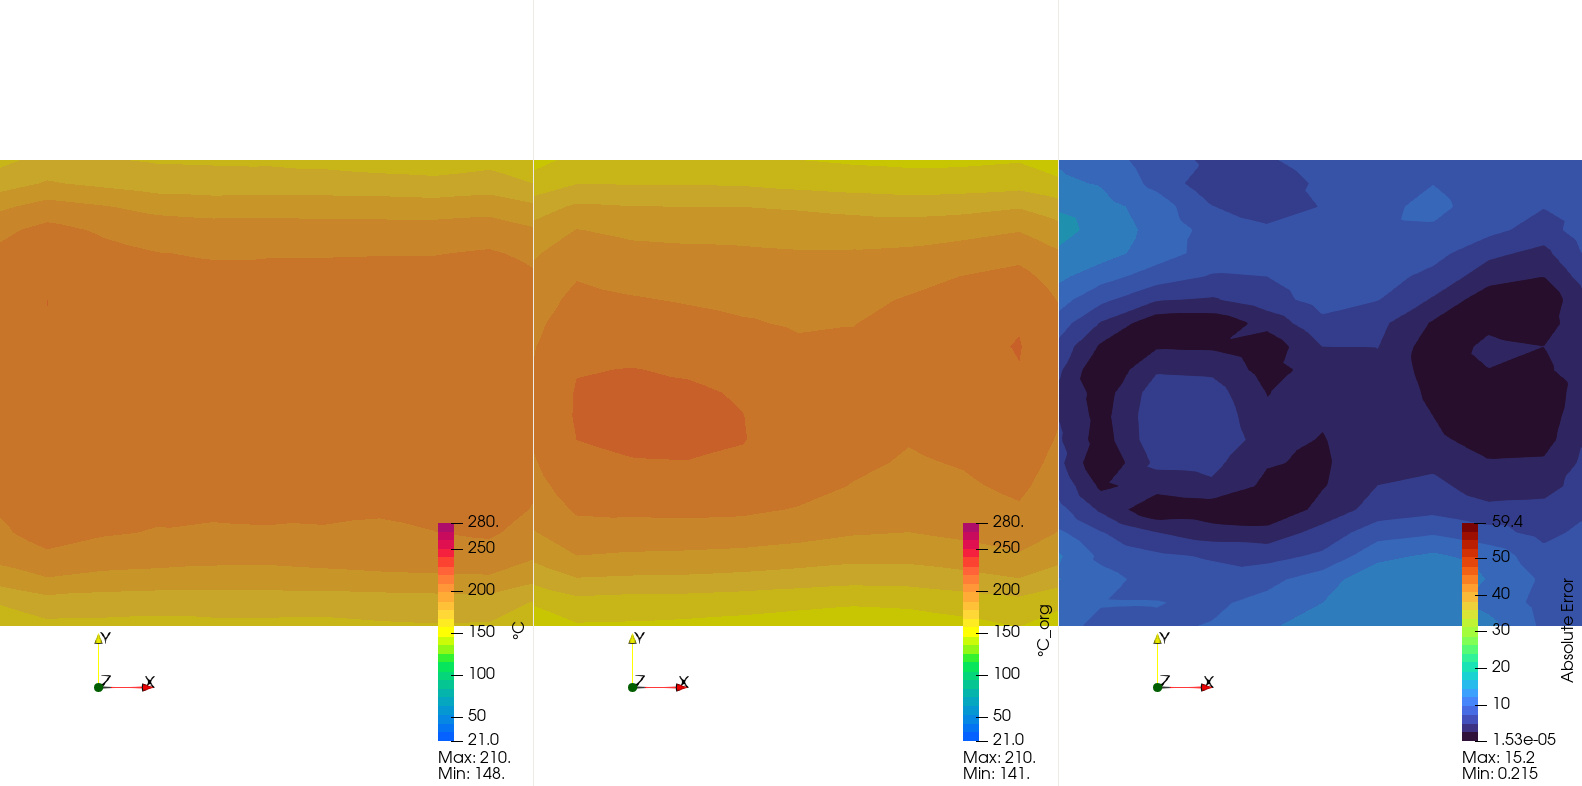 280.
250
200
150
100
50
21.0
°C
Max: 210.
Min: 148.
Y
Z
X
280.
250
200
150
100
50
21.0
°C_org
Max: 210.
Min: 141.
Y
Z
X
59.4
50
40
30
20
10
1.53e-05
Absolute Error
Max: 15.2
Min: 0.215
Y
Z
X